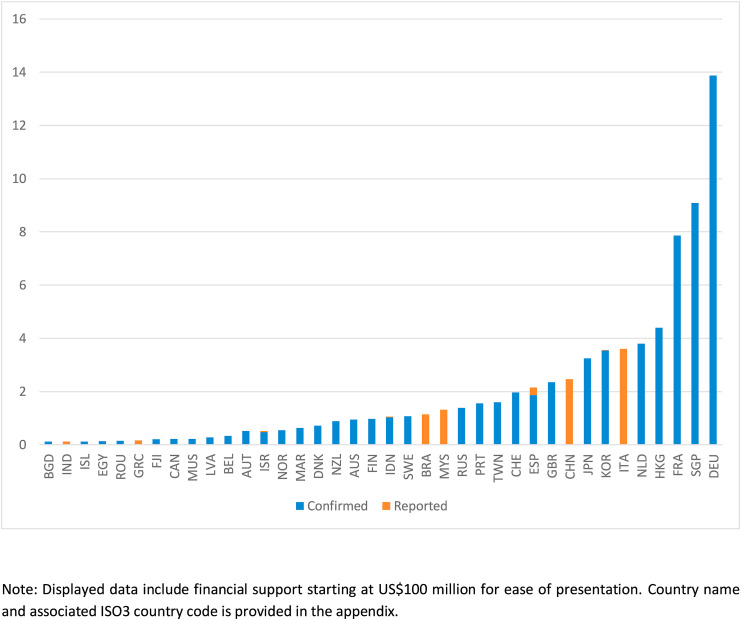 16
14
12
10
8
6
4
2
0
BGD IND ISL EGY ROU GRC FJI CAN MUS LVA BEL AUT ISR NOR MAR DNK NZL AUS FIN IDN SWE BRA MYS RUS PRT TWN CHE ESP GBR CHN JPN KOR ITA NLD HKG FRA SGP DEU
Confirmed Reported
Note: Displayed data include financial support starting at US$100 million for ease of presentation. Country name
and associated ISO3 country code is provided in the appendix.